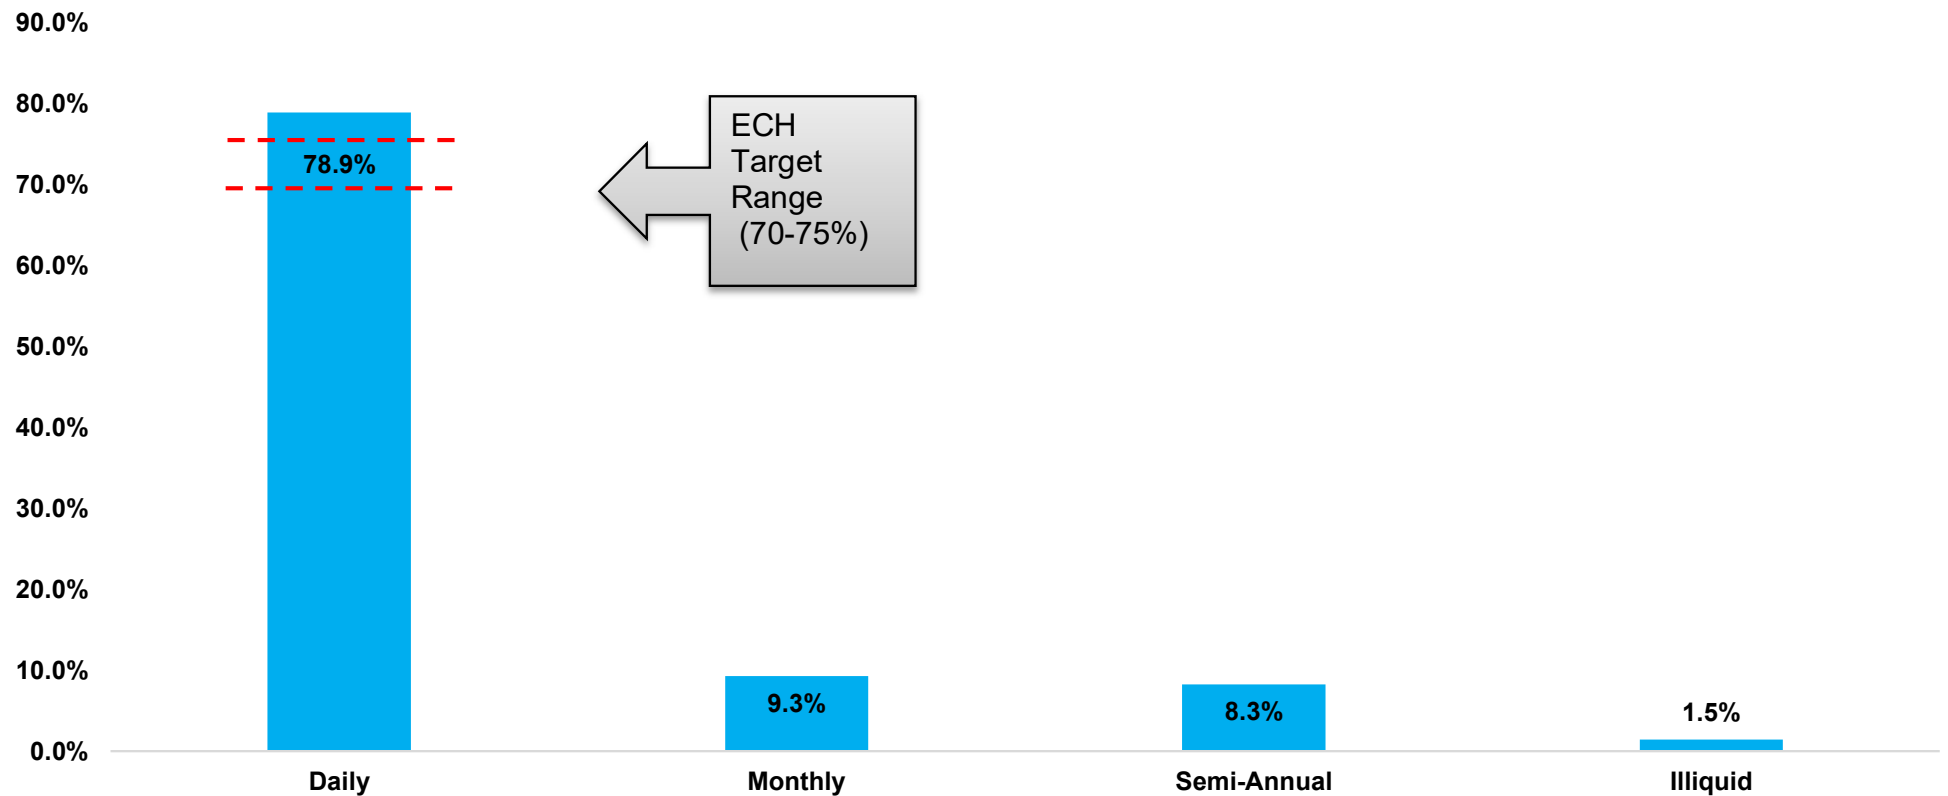 90.0%
80.0%
70.0%
60.0%
50.0%
40.0%
30.0%
20.0%
10.0%
0.0%
78.9%
ECH
Target
Range
(70-75%)
9.3%
8.3%
1.5%
Daily
Monthly
Semi-Annual
Illiquid